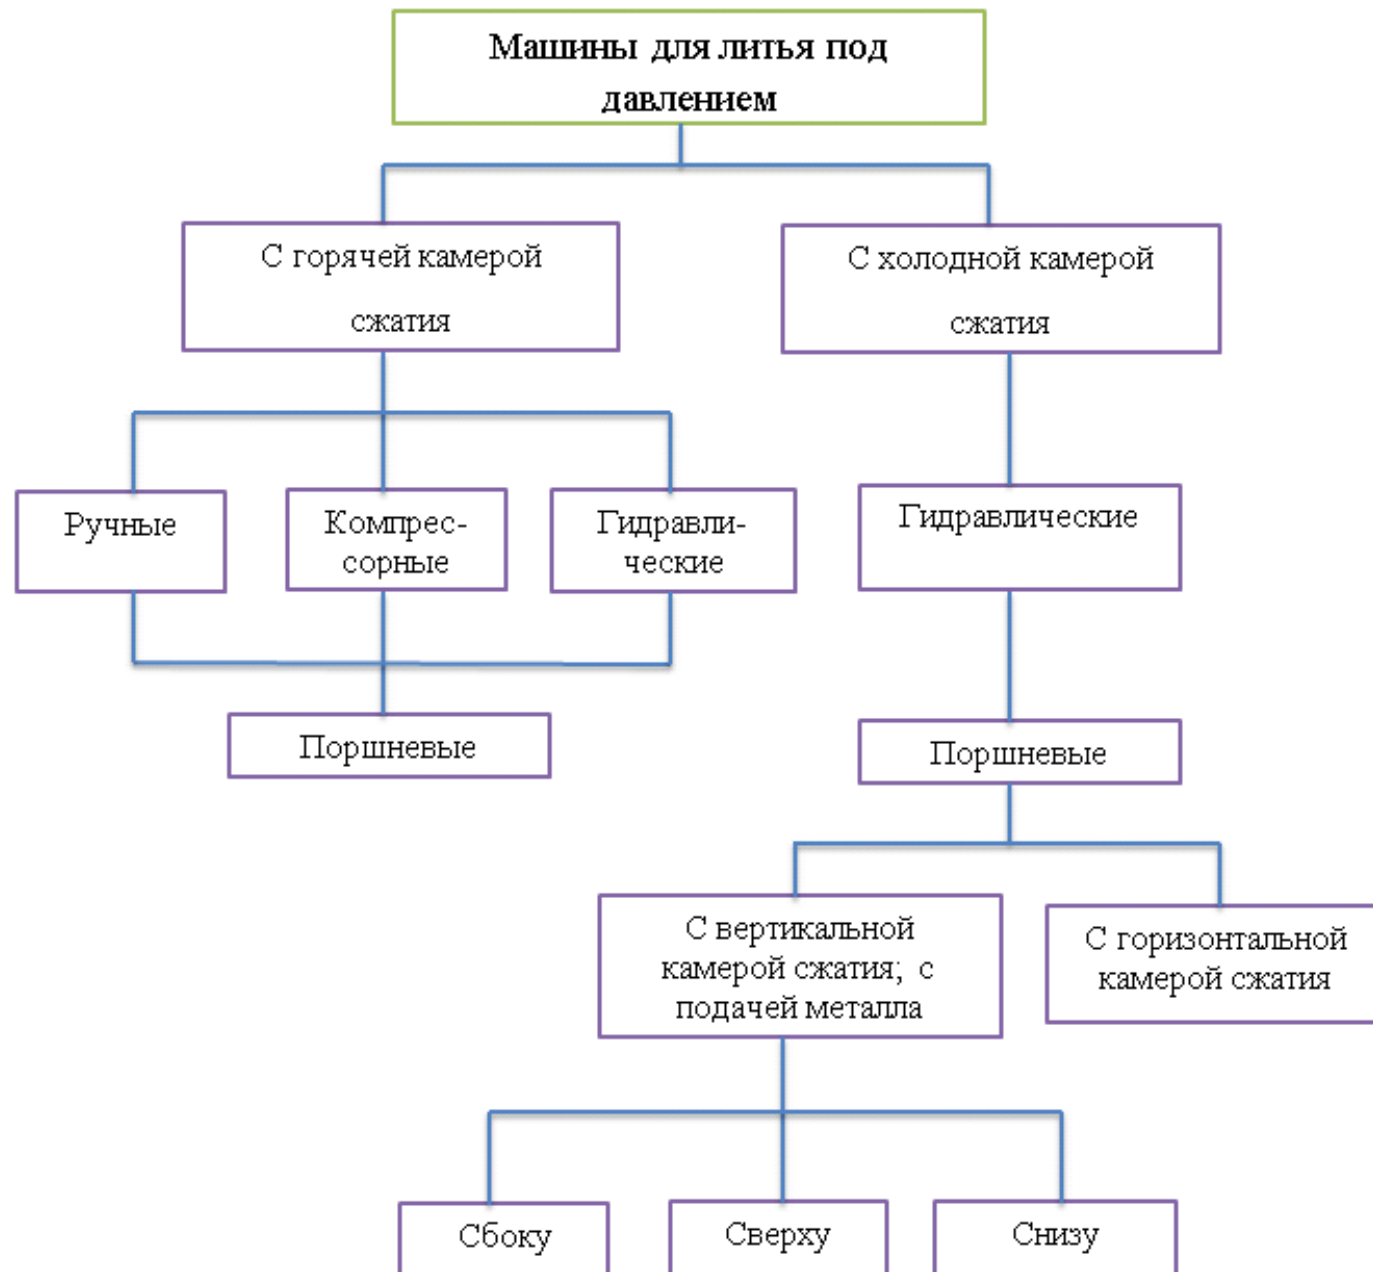 Машины для литья под
давлением
С горячей камерой
сжатия
С холодной камерой
сжатия
Ручные
Компрес-
сорные
Гидравли-
ческие
Гидравлические
Поршневые
Поршневые
С вертикальной
камерой сжатия; с
подачей металла
С горизонтальной
камерой сжатия
Сбоку
Сверху
Снизу